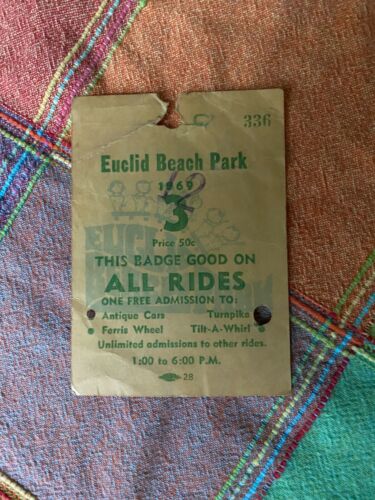 336
Euclid Beach Park
1969
12
3
Price 50c
THIS BADGE GOOD ON
ALL RIDES
ONE FREE ADMISSION TO:
Antique Cars Turnpike
Ferris Wheel Tilt-A-Whirl
Unlimited admissions to other rides.
1:00 to 6:00 P.M.
28